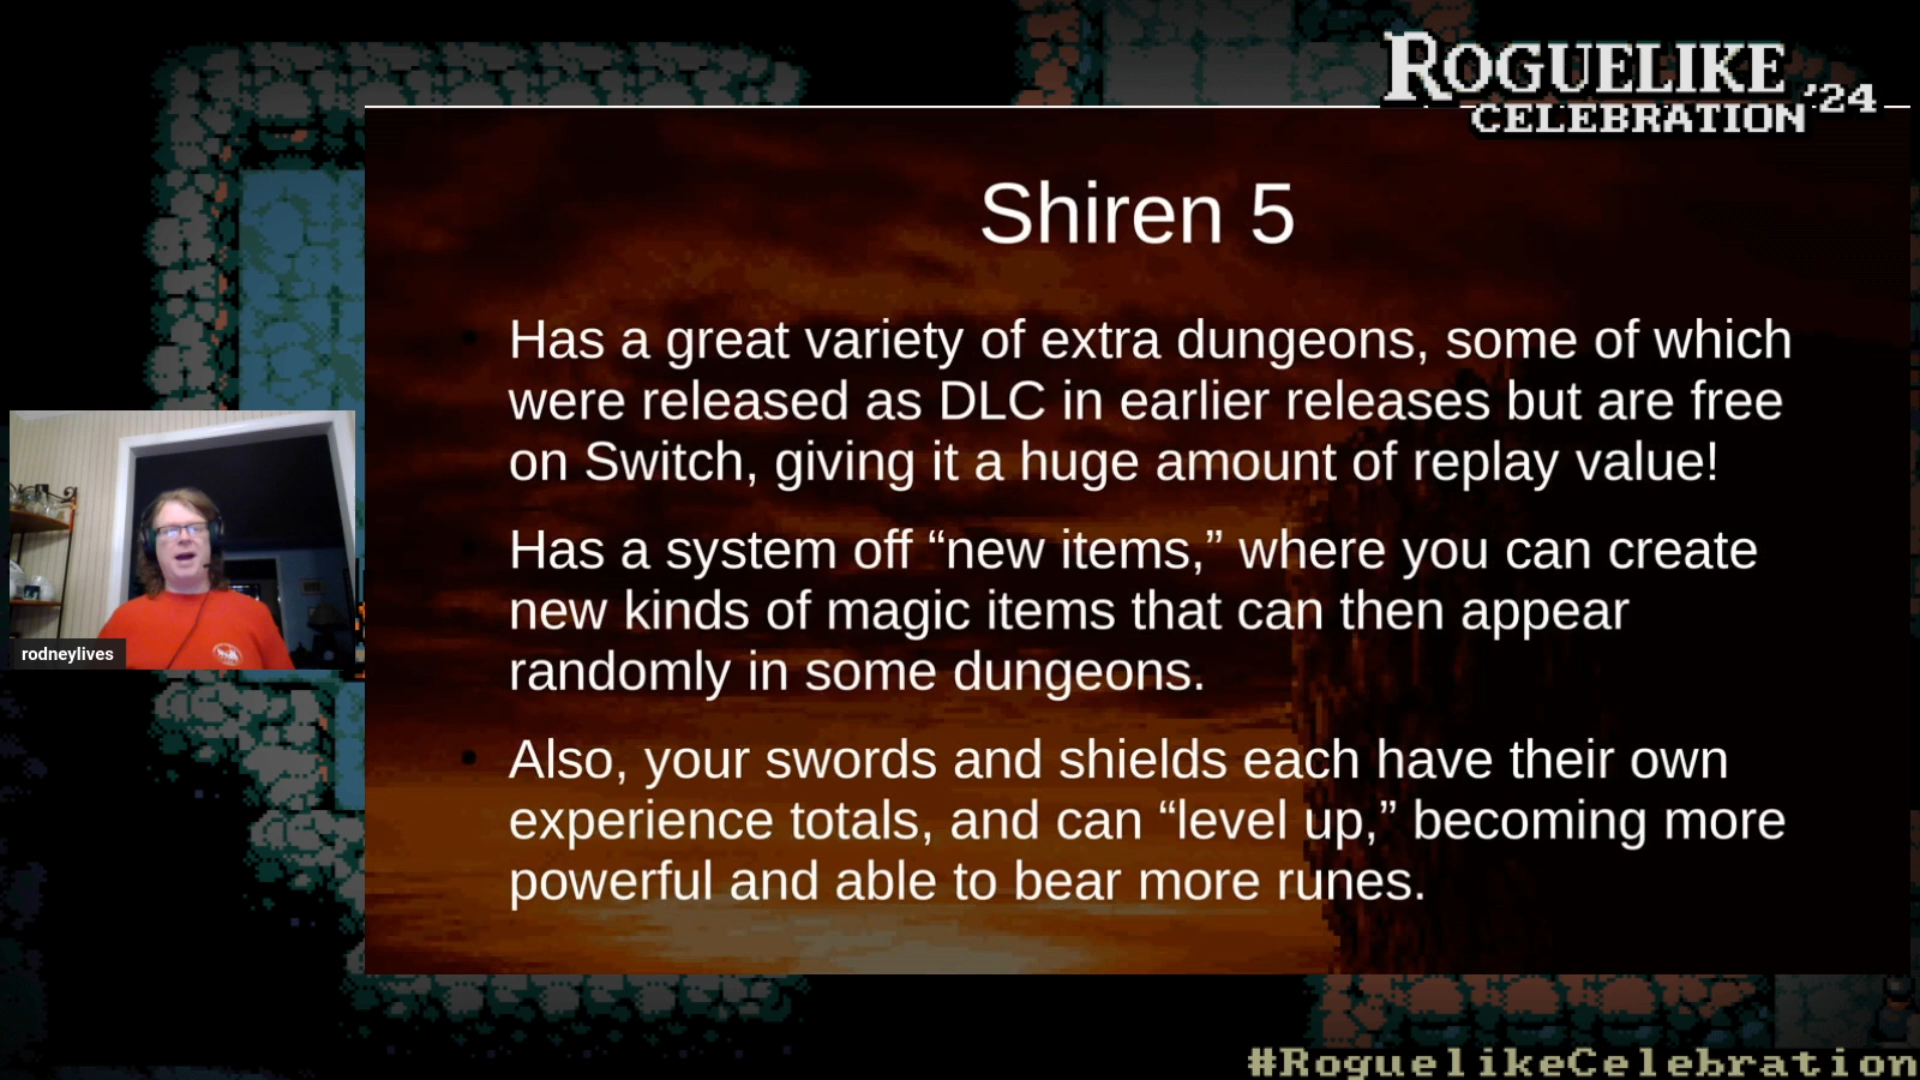 ROGUELIKE
CELEBRATION '24
Shiren 5
Has a great variety of extra dungeons, some of which
were released as DLC in earlier releases but are free
on Switch, giving it a huge amount of replay value!
Has a system off “new items,” where you can create
new kinds of magic items that can then appear
randomly in some dungeons.
Also, your swords and shields each have their own
experience totals, and can “level up,” becoming more
powerful and able to bear more runes.
rodneylives
#RoguelikeCelebration